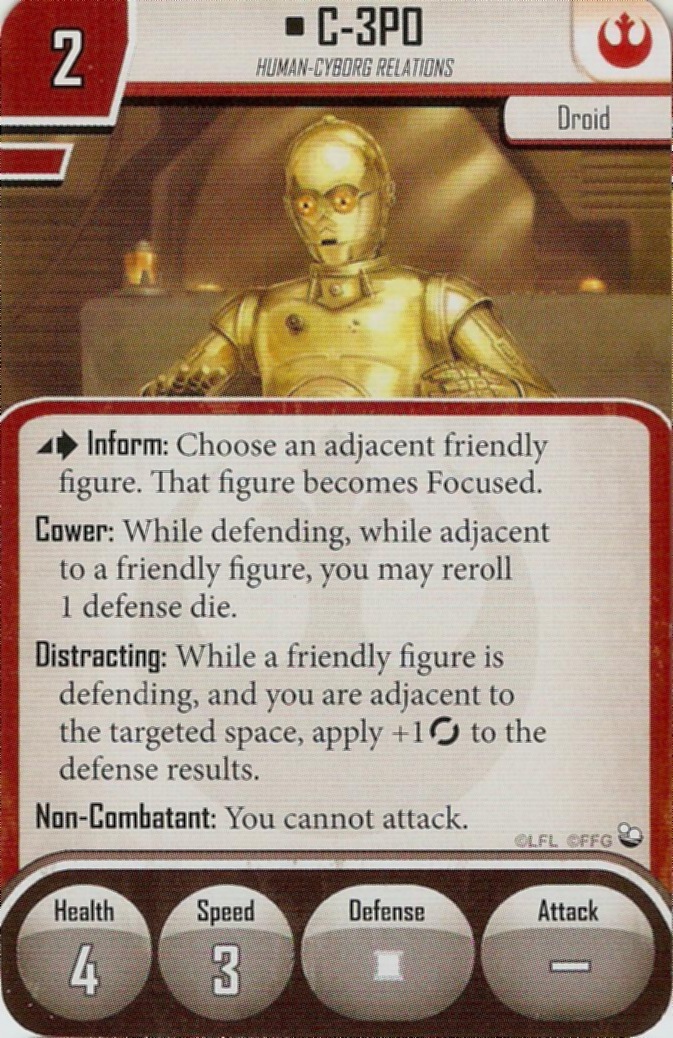 2
■ C-3PO
HUMAN-CYBORG RELATIONS
Droid
Inform: Choose an adjacent friendly
figure. That figure becomes Focused.
Cower: While defending, while adjacent
to a friendly figure, you may reroll
1 defense die.
Distracting: While a friendly figure is
defending, and you are adjacent to
the targeted space, apply +1 to the
defense results.
Non-Combatant: You cannot attack.
©LFL ©FFG
Health Speed Defense Attack
4 3 —